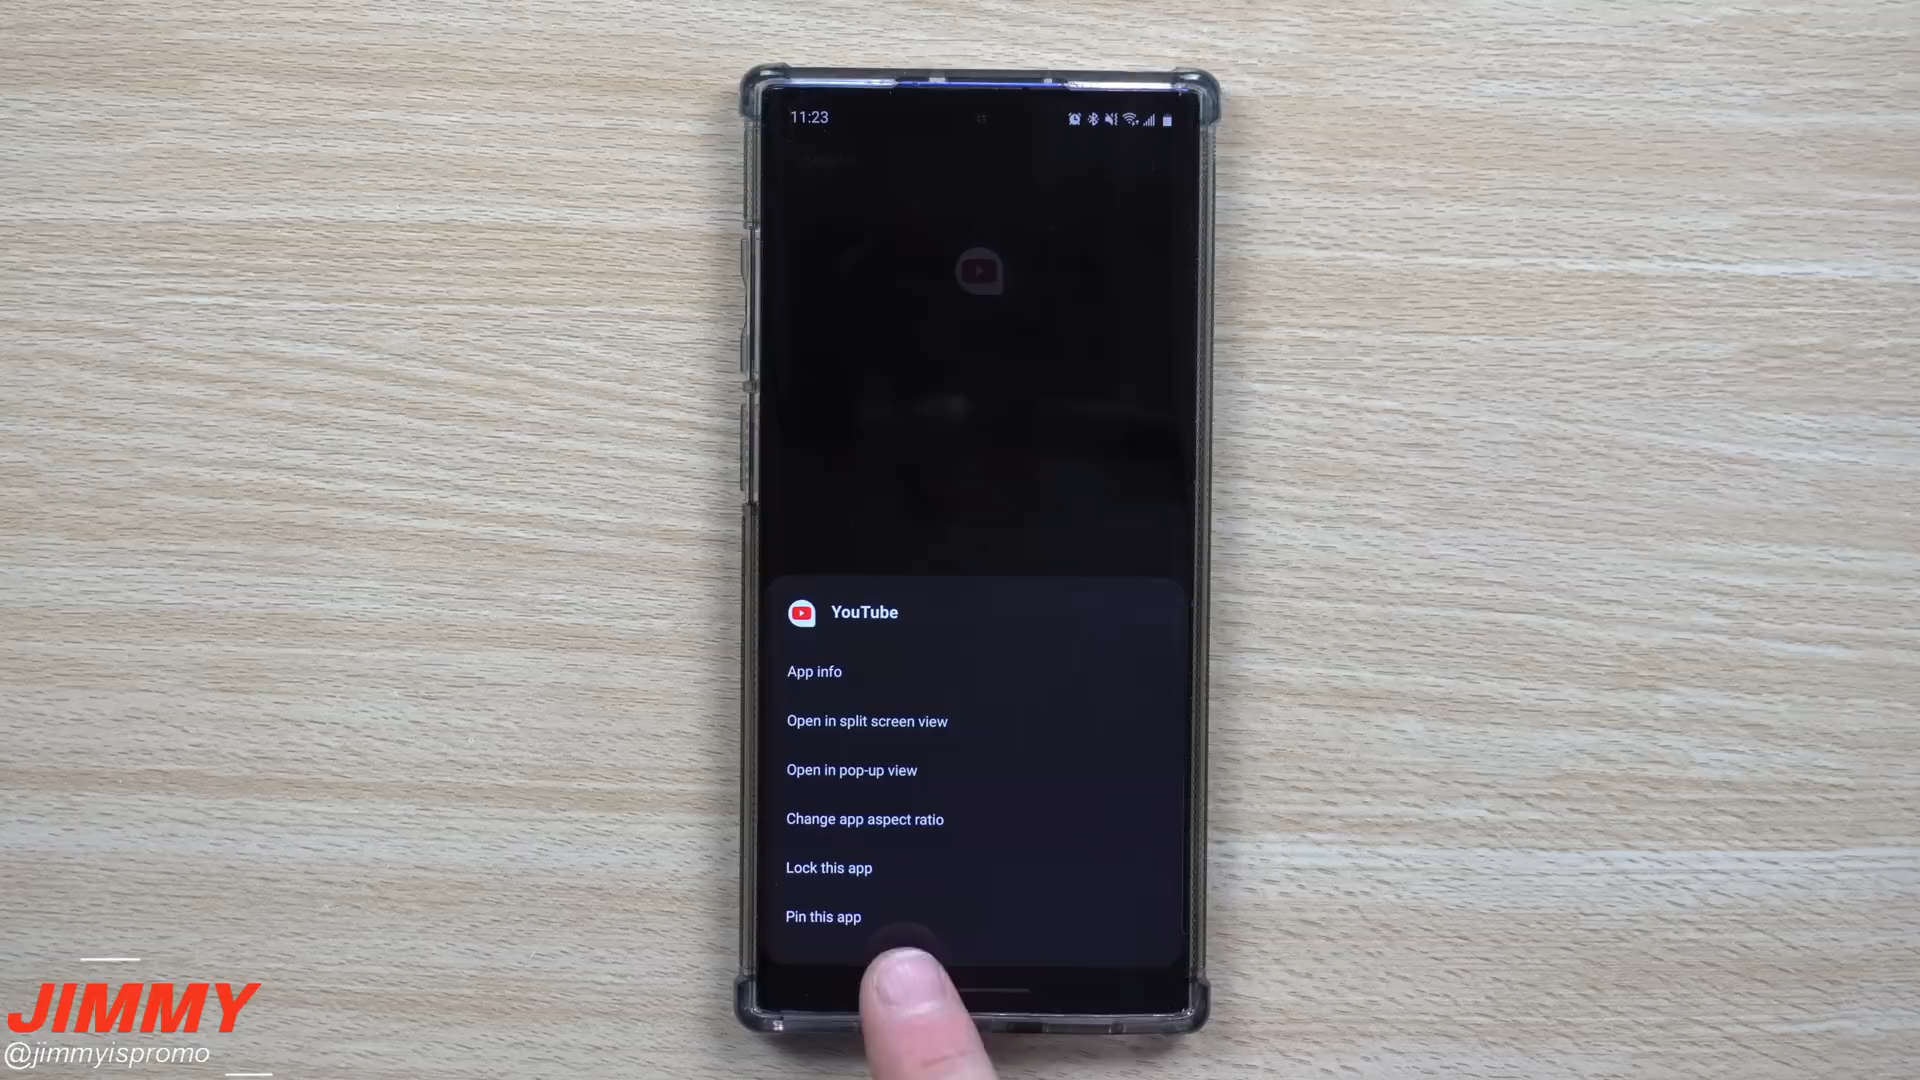 11:23
YouTube
App info
Open in split screen view
Open in pop-up view
Change app aspect ratio
Lock this app
Pin this app
JIMMY
@jimmyispromo